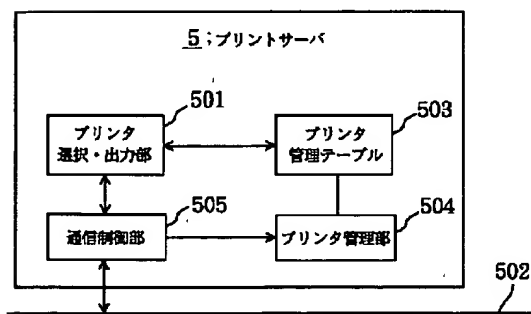 5;プリントサーバ
501
503
プリンタ
選択・出力部
プリンタ
管理テーブル
505
504
通信制御部
プリンタ管理部
502